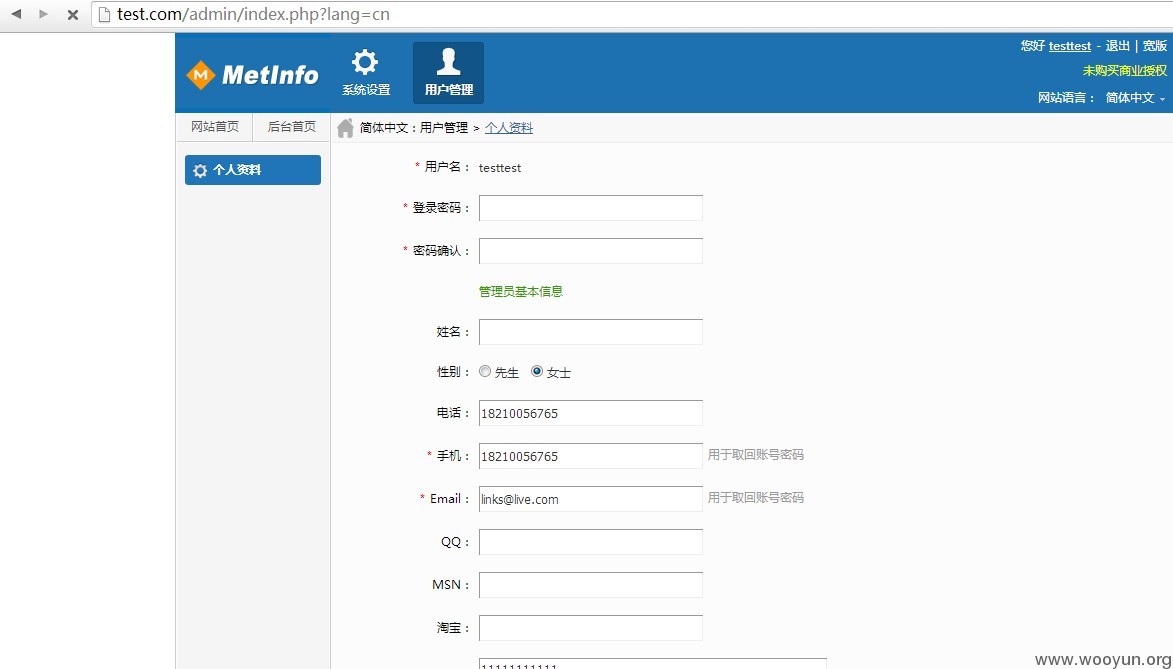 test.com/admin/index.php?lang=cn
MetInfo
系统设置
用户管理
您好 testtest - 退出 | 宽版
未购买商业授权
网站语言： 简体中文
网站首页 后台首页 简体中文：用户管理 > 个人资料
个人资料
* 用户名： testtest
* 登录密码：
* 密码确认：
管理员基本信息
姓名：
性别： 先生 女士
电话： 18210056765
* 手机： 18210056765 用于取回账号密码
* Email： links@live.com 用于取回账号密码
QQ：
MSN：
淘宝：
www.wooyun.org